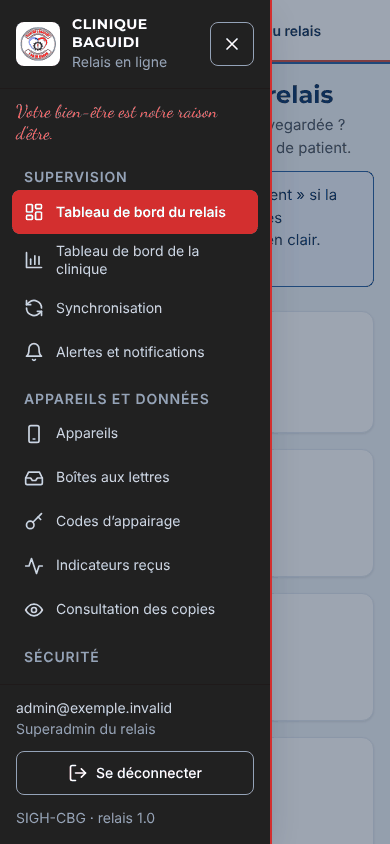 CLINIQUE
BAGUIDI
Relais en ligne
Votre bien-être est notre raison
d'être.
SUPERVISION
Tableau de bord du relais
Tableau de bord de la
clinique
Synchronisation
Alertes et notifications
APPAREILS ET DONNÉES
Appareils
Boîtes aux lettres
Codes d'appairage
Indicateurs reçus
Consultation des copies
SÉCURITÉ
admin@exemple.invalid
Superadmin du relais
Se déconnecter
SIGH-CBG · relais 1.0
u relais
relais
vegardée ?
de patient.
ent » si la
es
en clair.